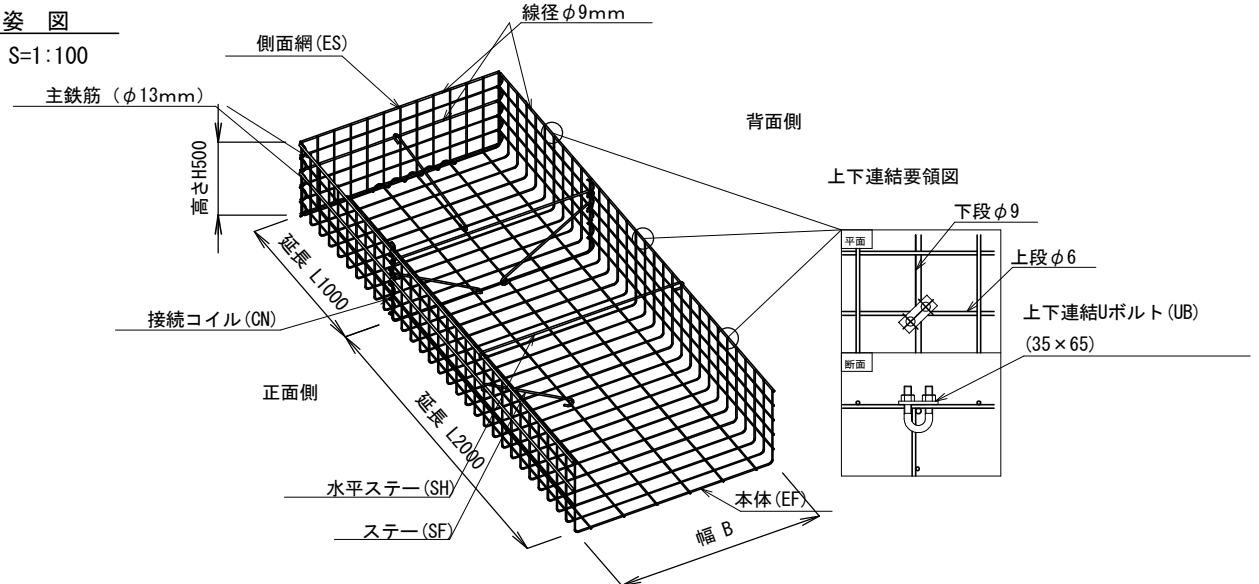 姿 図
S=1:100
線径φ9mm
側面網(ES)
主鉄筋（φ13mm）
背面側
高さH500
上下連結要領図
下段φ9
平面
上段φ6
延長 L1000
上下連結Uボルト(UB)
(35×65)
接続コイル(CN)
断面
正面側
延長 L2000
水平ステー(SH)
本体(EF)
ステー(SF)
幅 B